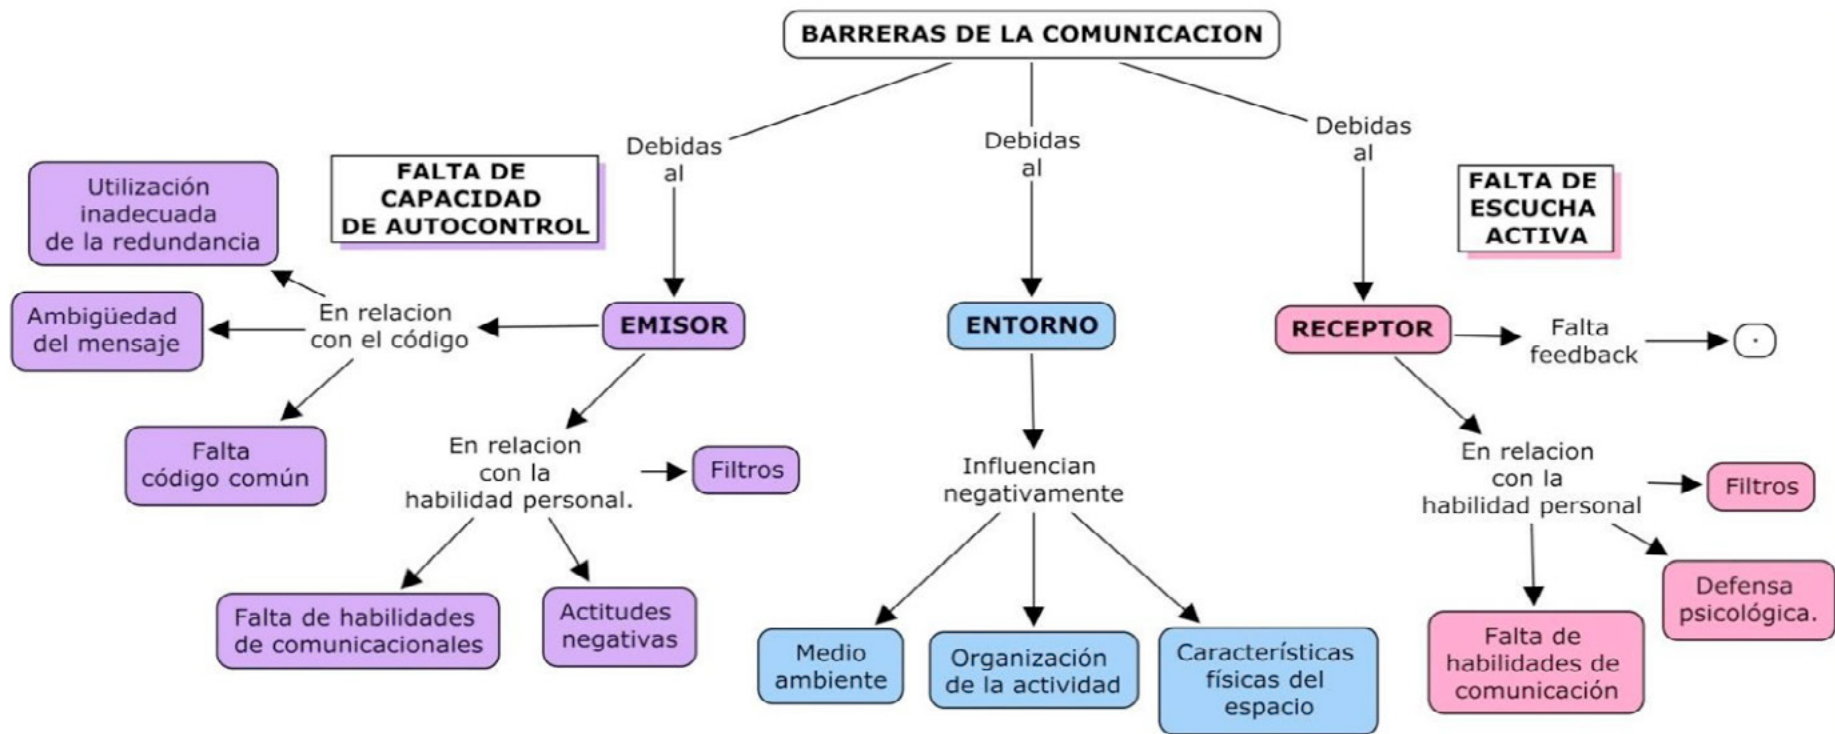 BARRERAS DE LA COMUNICACION
Debidas
al
Debidas
al
Debidas
al
FALTA DE
CAPACIDAD
DE AUTOCONTROL
FALTA DE
ESCUCHA
ACTIVA
Utilización
inadecuada
de la redundancia
Ambigüedad
del mensaje
En relacion
con el código
EMISOR
ENTORNO
RECEPTOR
Falta
feedback
.
Falta
código común
En relacion
con la
habilidad personal.
Filtros
Influencian
negativamente
En relacion
con la
habilidad personal
Filtros
Falta de habilidades
de comunicacionales
Actitudes
negativas
Medio
ambiente
Organización
de la actividad
Características
físicas del
espacio
Falta de
habilidades de
comunicación
Defensa
psicológica.